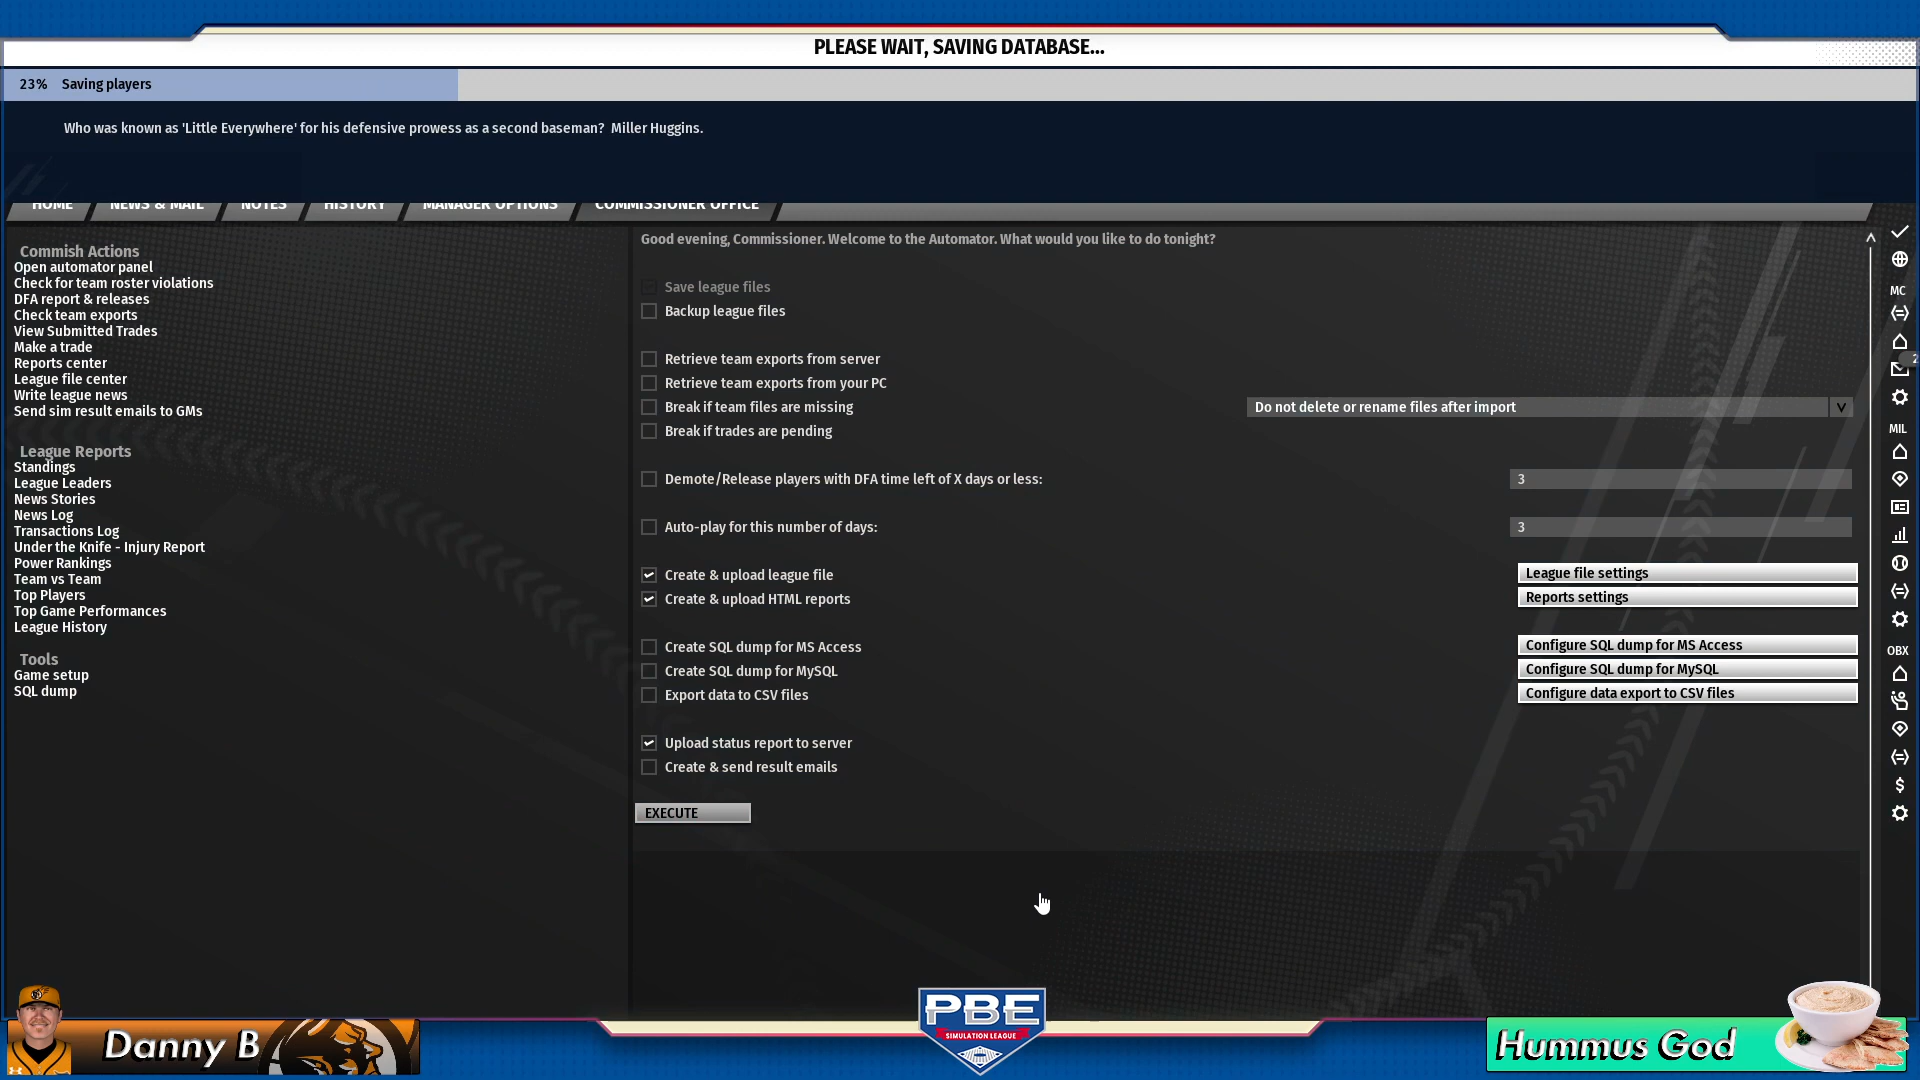 PLEASE WAIT, SAVING DATABASE...
23% Saving players
Who was known as 'Little Everywhere' for his defensive prowess as a second baseman? Miller Huggins.
HOME NEWS & MAIL NOTES HISTORY MANAGER OPTIONS COMMISSIONER OFFICE
Commish Actions
Open automator panel
Check for team roster violations
DFA report & releases
Check team exports
View Submitted Trades
Make a trade
Reports center
League file center
Write league news
Send sim result emails to GMs
League Reports
Standings
League Leaders
News Stories
News Log
Transactions Log
Under the Knife - Injury Report
Power Rankings
Team vs Team
Top Players
Top Game Performances
League History
Tools
Game setup
SQL dump
Good evening, Commissioner. Welcome to the Automator. What would you like to do tonight?
Save league files
Backup league files
Retrieve team exports from server
Retrieve team exports from your PC
Break if team files are missing
Do not delete or rename files after import
Break if trades are pending
Demote/Release players with DFA time left of X days or less:
3
Auto-play for this number of days:
3
Create & upload league file
League file settings
Create & upload HTML reports
Reports settings
Create SQL dump for MS Access
Configure SQL dump for MS Access
Create SQL dump for MySQL
Configure SQL dump for MySQL
Export data to CSV files
Configure data export to CSV files
Upload status report to server
Create & send result emails
EXECUTE
MC
2
MIL
OBX
Danny B
PBE
SIMULATION LEAGUE
Hummus God